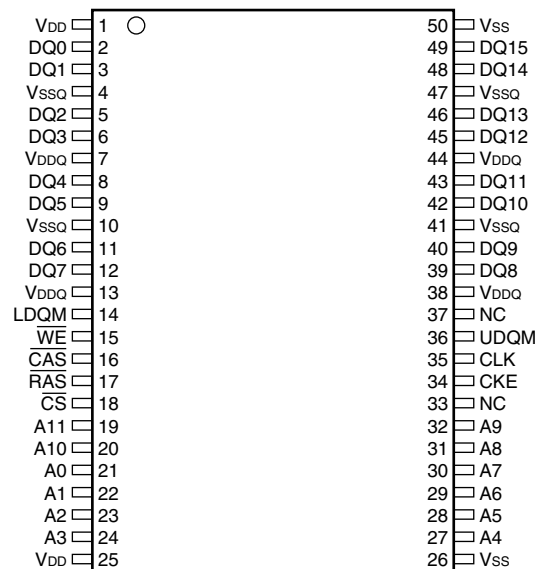 VDD 1 50 VSS
DQ0 2 49 DQ15
DQ1 3 48 DQ14
VSSQ 4 47 VSSQ
DQ2 5 46 DQ13
DQ3 6 45 DQ12
VDDQ 7 44 VDDQ
DQ4 8 43 DQ11
DQ5 9 42 DQ10
VSSQ 10 41 VSSQ
DQ6 11 40 DQ9
DQ7 12 39 DQ8
VDDQ 13 38 VDDQ
LDQM 14 37 NC
W̅E̅ 15 36 UDQM
C̅A̅S̅ 16 35 CLK
R̅A̅S̅ 17 34 CKE
C̅S̅ 18 33 NC
A11 19 32 A9
A10 20 31 A8
A0 21 30 A7
A1 22 29 A6
A2 23 28 A5
A3 24 27 A4
VDD 25 26 VSS